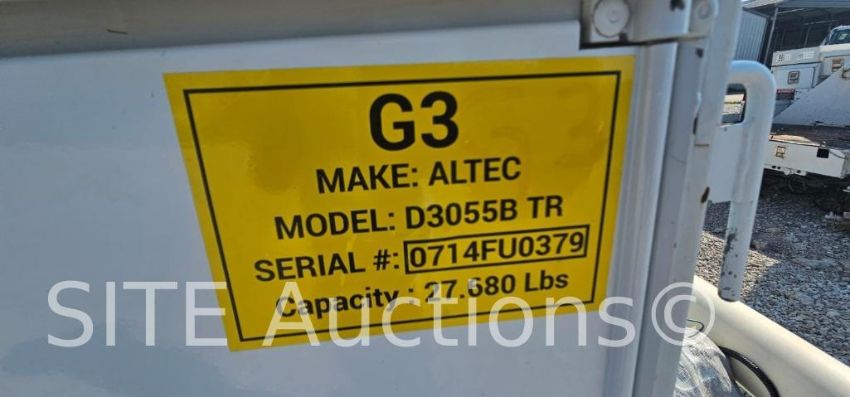 G3
MAKE: ALTEC
MODEL: D3055B TR
SERIAL #: 0714FU0379
Capacity : 27.680 Lbs
SITE Auctions©